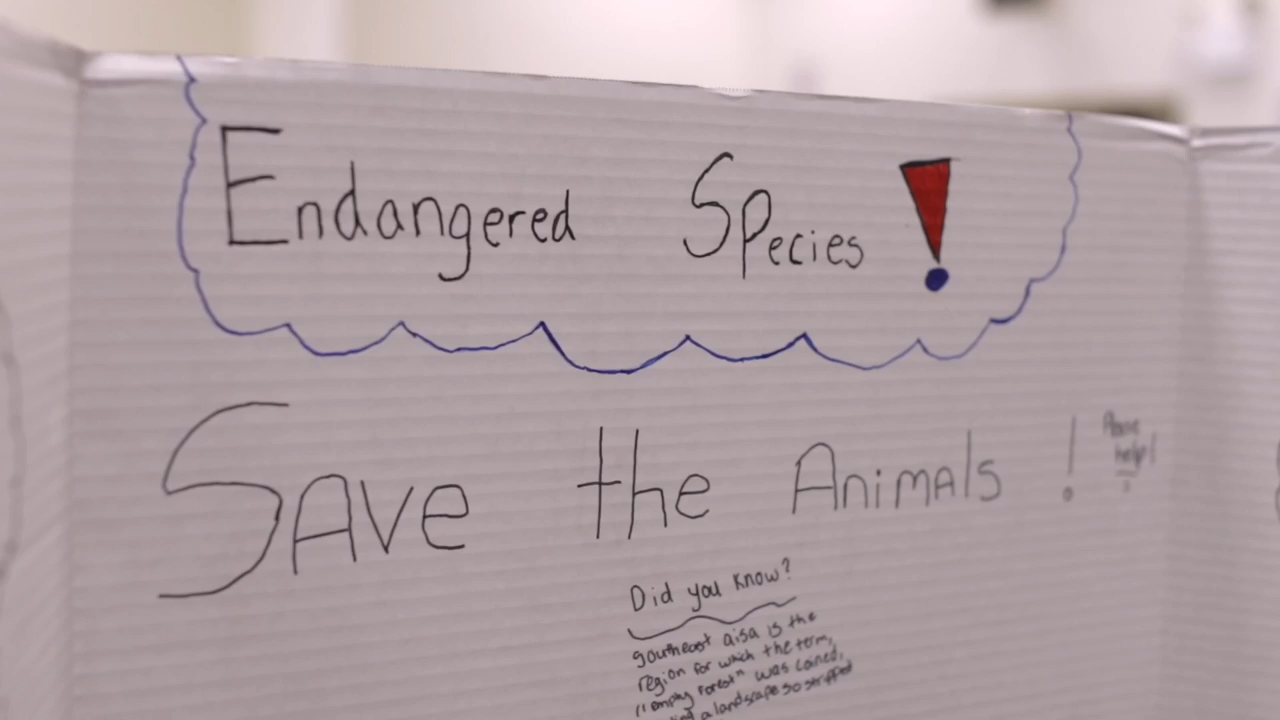 Endangered Species!
Save the Animals!
Please help!
Did you know?
southeast aisa is the
region for which the term,
"empty forest" was coined,
a landscape so stripped